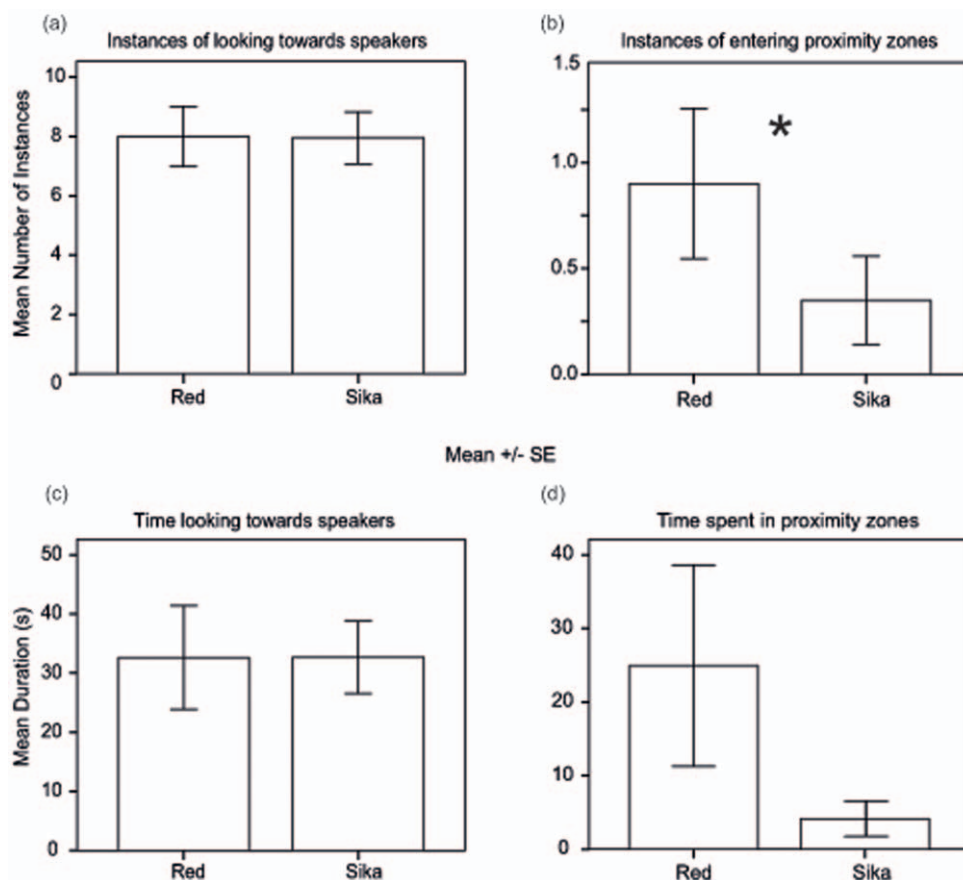 (a)
Instances of looking towards speakers
10
8
6
4
2
0
Mean Number of Instances
Red Sika
(b)
Instances of entering proximity zones
1.5
*
1.0
0.5
0.0
Red Sika
Mean +/- SE
(c)
Time looking towards speakers
50
40
30
20
10
0
Mean Duration (s)
Red Sika
(d)
Time spent in proximity zones
40
30
20
10
0
Red Sika